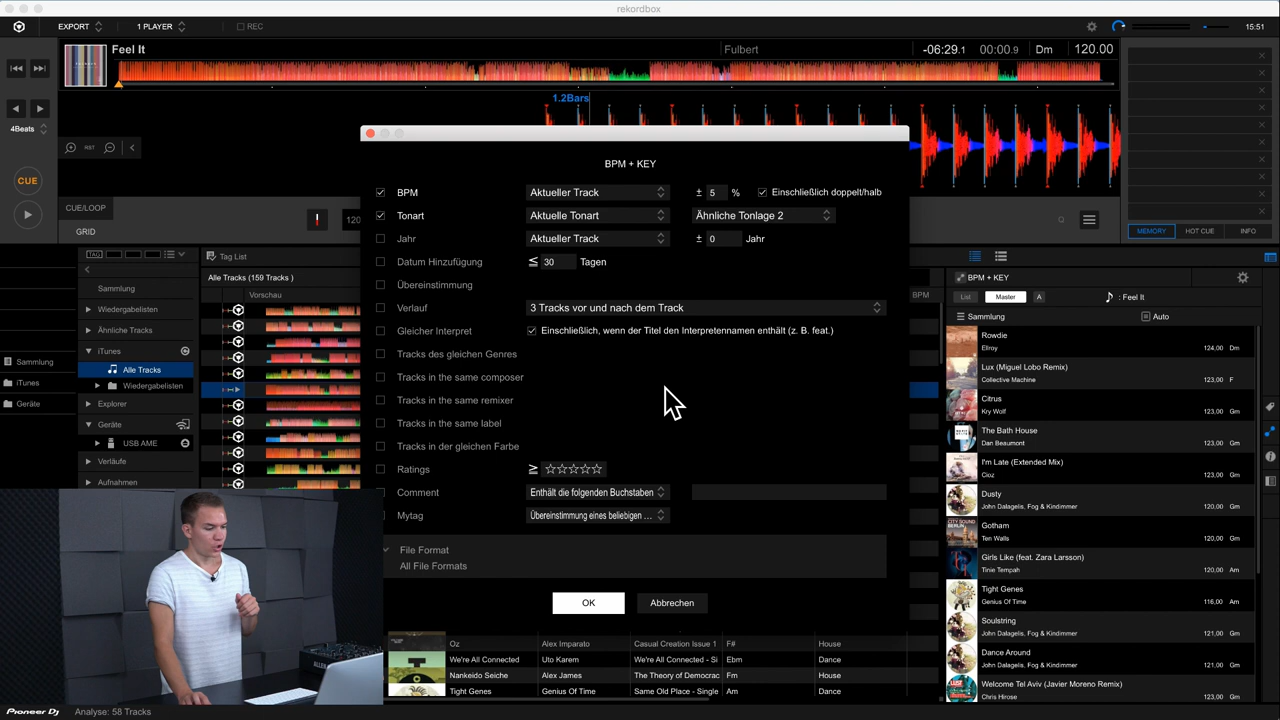 rekordbox
EXPORT 1 PLAYER REC 15:51
Feel It Fulbert -06:29.1 00:00.9 Dm 120.00
1.2Bars
4Beats
RST
CUE
CUE/LOOP
GRID
120
MEMORY HOT CUE INFO
BPM + KEY
BPM Aktueller Track ± 5 % Einschließlich doppelt/halb
Tonart Aktuelle Tonart Ähnliche Tonlage 2
Jahr Aktueller Track ± 0 Jahr
Datum Hinzufügung ≦ 30 Tagen
Übereinstimmung
Verlauf 3 Tracks vor und nach dem Track
Gleicher Interpret Einschließlich, wenn der Titel den Interpretennamen enthält (z. B. feat.)
Tracks des gleichen Genres
Tracks in the same composer
Tracks in the same remixer
Tracks in the same label
Tracks in der gleichen Farbe
Ratings ≧ ☆☆☆☆☆
Comment Enthält die folgenden Buchstaben
Mytag Übereinstimmung eines beliebigen ...
File Format
All File Formats
OK Abbrechen
TAG
Sammlung
Wiedergabelisten
Ähnliche Tracks
iTunes
Alle Tracks
Wiedergabelisten
Explorer
Geräte
USB AME
Verläufe
Aufnahmen
Sammlung
iTunes
Geräte
Tag List
Alle Tracks (159 Tracks )
Vorschau
BPM
Oz Alex Imparato Casual Creation Issue 1 F# House
We're All Connected Uto Karem We're All Connected - Si Ebm Dance
Nankeido Seiche Alex James The Theory of Democrac Fm Dance
Tight Genes Genius Of Time Same Old Place - Single Am Dance
BPM + KEY
List Master A : Feel It
Sammlung Auto
Rowdie
Ellroy 124,00 Dm
Lux (Miguel Lobo Remix)
Collective Machine 123,00 F
Citrus
Kry Wolf 123,00 Gm
The Bath House
Dan Beaumont 123,00 Gm
I'm Late (Extended Mix)
Cioz 123,00 Gm
Dusty
John Dalagelis, Fog & Kindimmer 123,00 Gm
Gotham
Ten Walls 120,00 Gm
Girls Like (feat. Zara Larsson)
Tinie Tempah 120,00 Am
Tight Genes
Genius Of Time 116,00 Am
Soulstring
John Dalagelis, Fog & Kindimmer 121,00 Gm
Dance Around
John Dalagelis, Fog & Kindimmer 121,00 Gm
Welcome Tel Aviv (Javier Moreno Remix)
Chris Hirose 123,00 Gm
Pioneer Dj Analyse: 58 Tracks